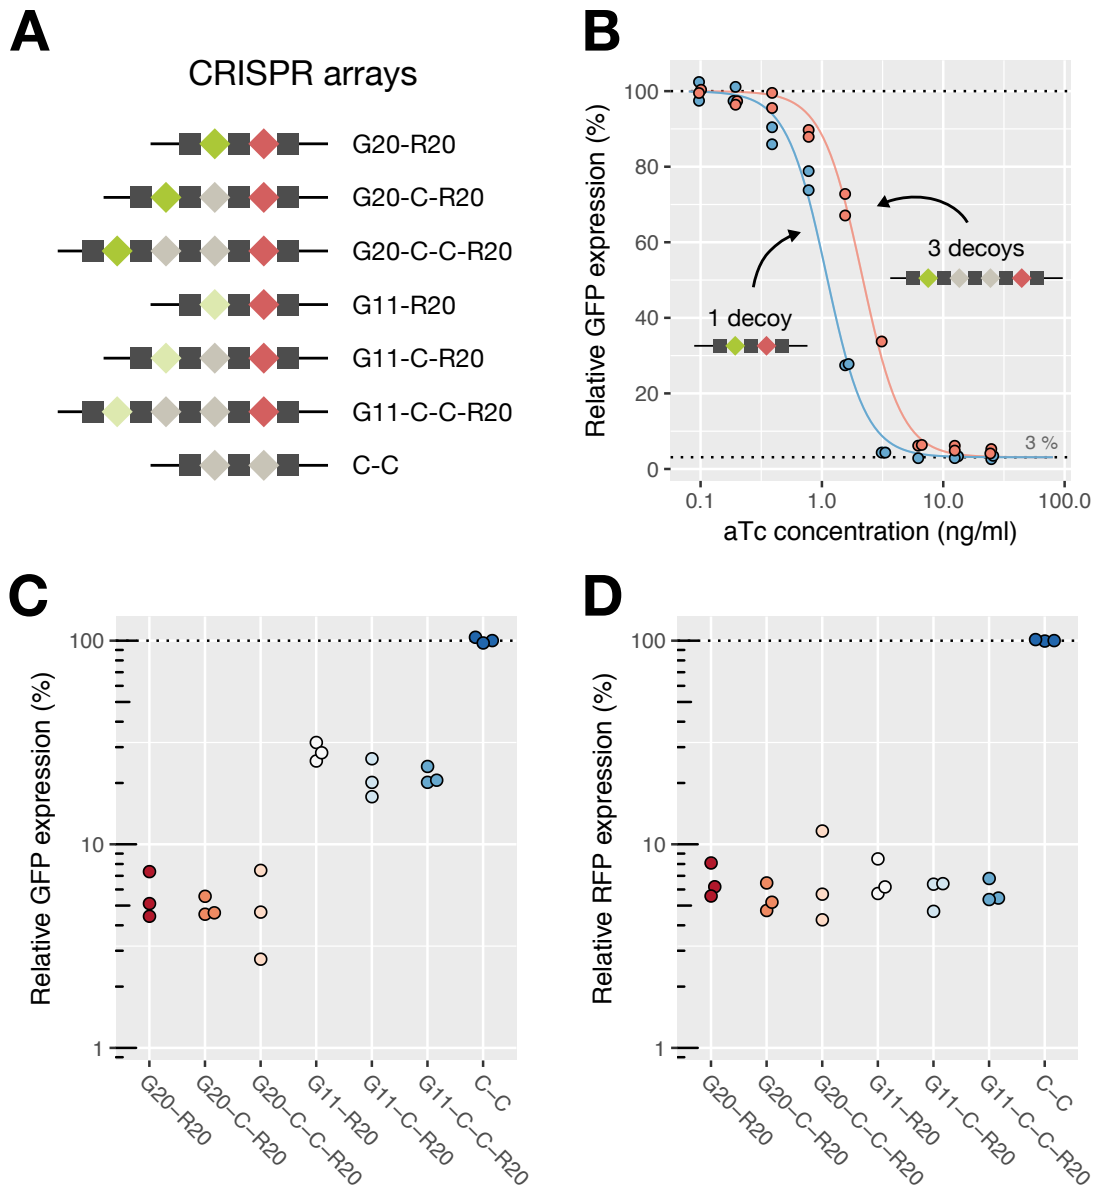 A
CRISPR arrays
G20–R20
G20–C–R20
G20–C–C–R20
G11–R20
G11–C–R20
G11–C–C–R20
C–C
B
Relative GFP expression (%)
100
80
60
40
20
0
3 decoys
1 decoy
3 %
0.1
1.0
10.0
100.0
aTc concentration (ng/ml)
C
Relative GFP expression (%)
100
10
1
G20–R20
G20–C–R20
G20–C–C–R20
G11–R20
G11–C–R20
G11–C–C–R20
C–C
D
Relative RFP expression (%)
100
10
1
G20–R20
G20–C–R20
G20–C–C–R20
G11–R20
G11–C–R20
G11–C–C–R20
C–C